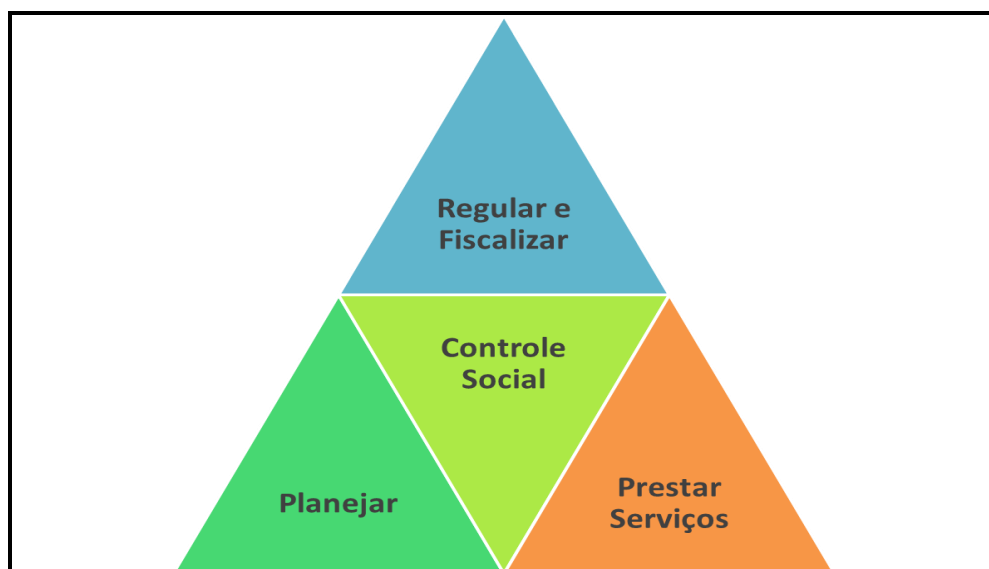 Regular e
Fiscalizar
Controle
Social
Planejar
Prestar
Serviços